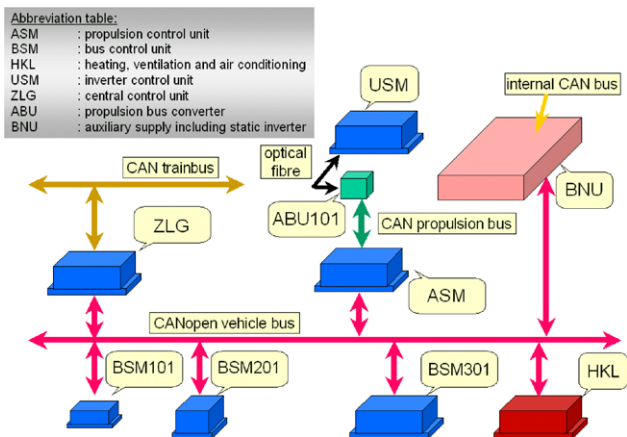 Abbreviation table:
ASM : propulsion control unit
BSM : bus control unit
HKL : heating, ventilation and air conditioning
USM : inverter control unit
ZLG : central control unit
ABU : propulsion bus converter
BNU : auxiliary supply including static inverter
USM
internal CAN bus
optical
fibre
CAN trainbus
BNU
ABU101
CAN propulsion bus
ZLG
ASM
CANopen vehicle bus
BSM101
BSM201
BSM301
HKL